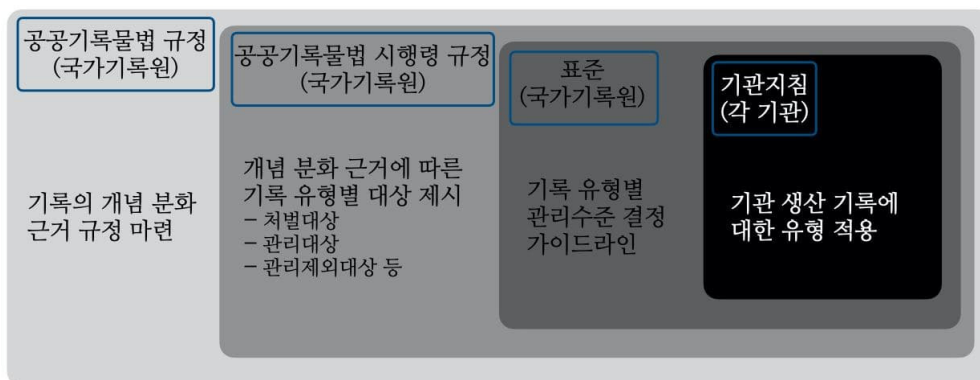 공공기록물법 규정
(국가기록원)
기록의 개념 분화
근거 규정 마련
공공기록물법 시행령 규정
(국가기록원)
개념 분화 근거에 따른
기록 유형별 대상 제시
– 처벌대상
– 관리대상
– 관리제외대상 등
표준
(국가기록원)
기록 유형별
관리수준 결정
가이드라인
기관지침
(각 기관)
기관 생산 기록에
대한 유형 적용